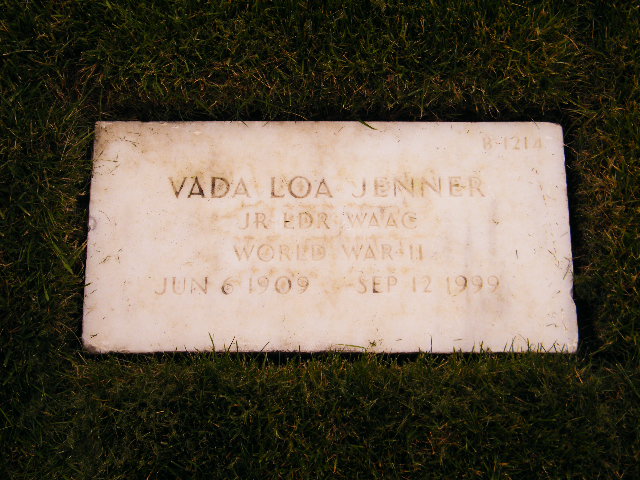 B-1214
VADA LOA JENNER
JR LDR WAAC
WORLD WAR II
JUN 6 1909 SEP 12 1999